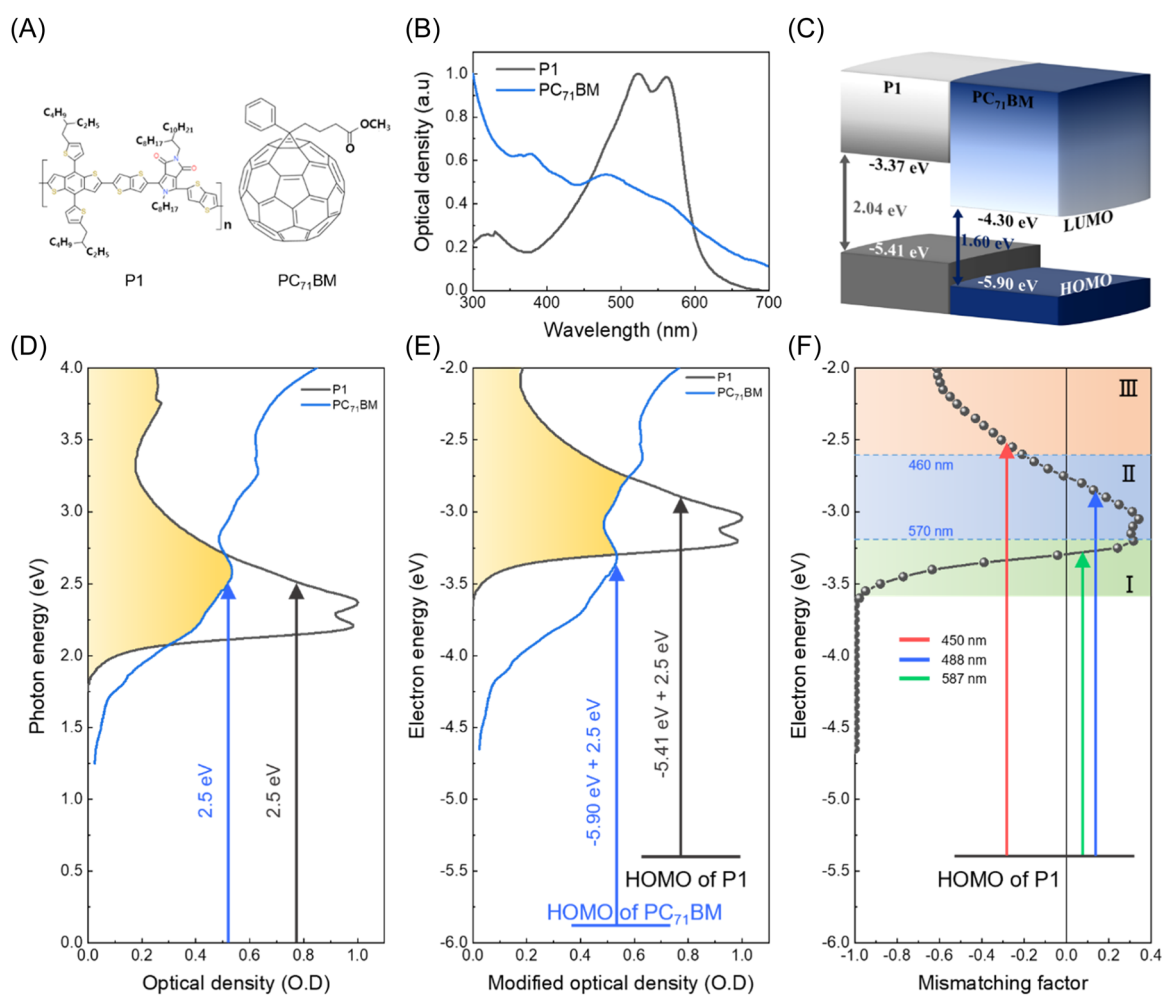 (A)
C4H9
C2H5
C10H21
C8H17
N
O
O
S
S
S
S
S
S
S
S
N
C8H17
C4H9
C2H5
n
P1
OCH3
O
PC71BM
(B)
P1
PC71BM
Optical density (a.u)
1.0
0.8
0.6
0.4
0.2
0.0
300
400
500
600
700
Wavelength (nm)
(C)
P1
PC71BM
-3.37 eV
2.04 eV
-4.30 eV
LUMO
1.60 eV
-5.41 eV
-5.90 eV
HOMO
(D)
P1
PC71BM
Photon energy (eV)
4.0
3.5
3.0
2.5
2.0
1.5
1.0
0.5
0.0
2.5 eV
2.5 eV
0.0
0.2
0.4
0.6
0.8
1.0
Optical density (O.D)
(E)
P1
PC71BM
Electron energy (eV)
-2.0
-2.5
-3.0
-3.5
-4.0
-4.5
-5.0
-5.5
-6.0
-5.90 eV + 2.5 eV
-5.41 eV + 2.5 eV
HOMO of P1
HOMO of PC71BM
0.0
0.2
0.4
0.6
0.8
1.0
Modified optical density (O.D)
(F)
Electron energy (eV)
-2.0
-2.5
-3.0
-3.5
-4.0
-4.5
-5.0
-5.5
-6.0
III
460 nm
II
570 nm
I
450 nm
488 nm
587 nm
HOMO of P1
-1.0
-0.8
-0.6
-0.4
-0.2
0.0
0.2
0.4
Mismatching factor